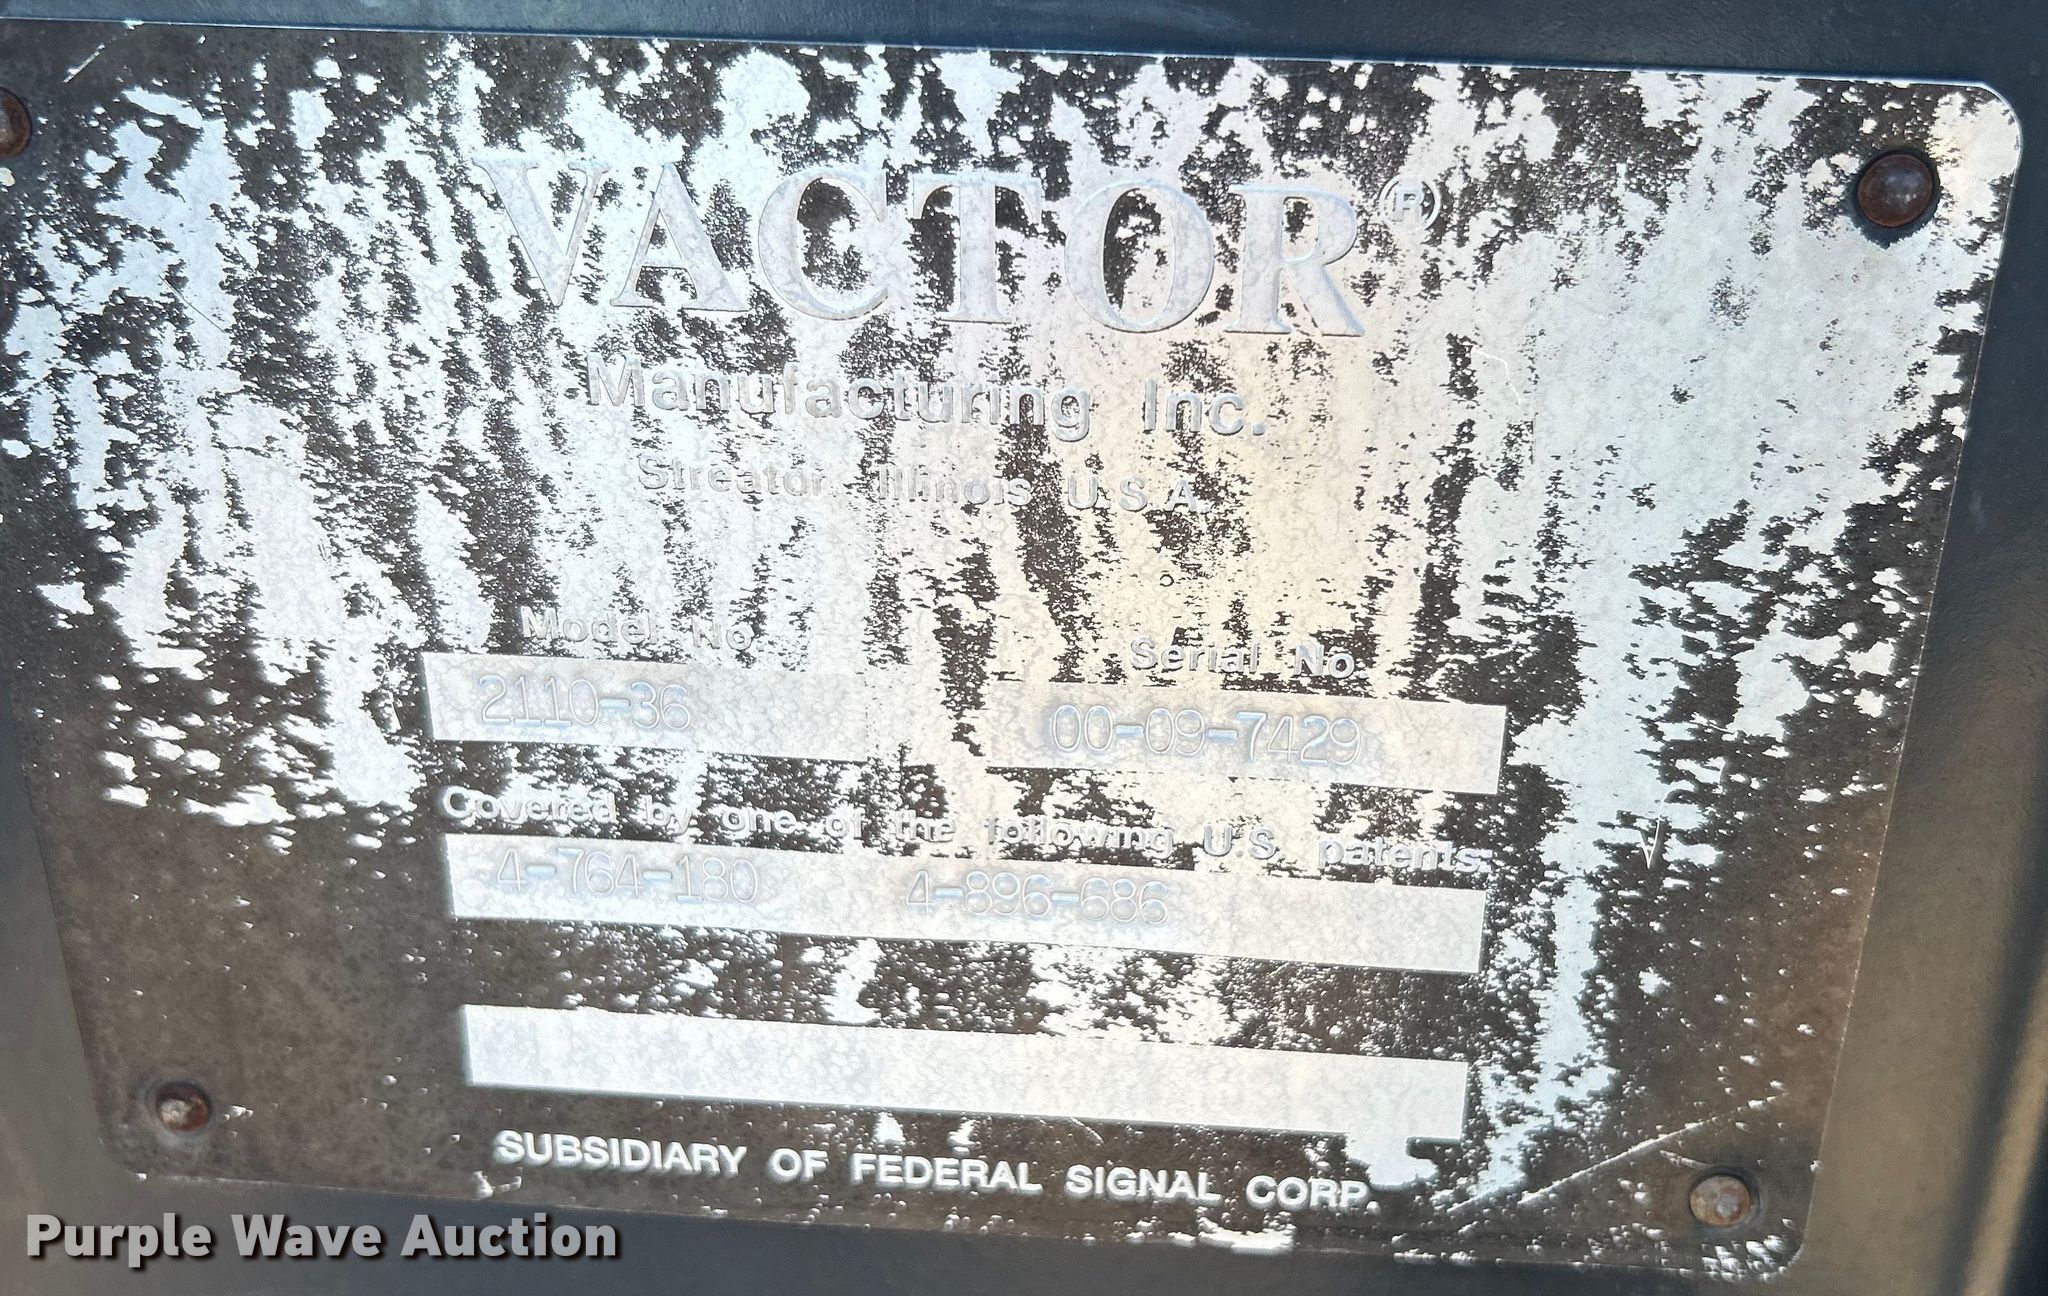 VACTOR®
Manufacturing Inc.
Streator, Illinois U.S.A.
Model No. Serial No.
2110-36 00-09-7429
Covered by one of the following U.S. patents:
4-764-180 4-896-686
SUBSIDIARY OF FEDERAL SIGNAL CORP.
Purple Wave Auction